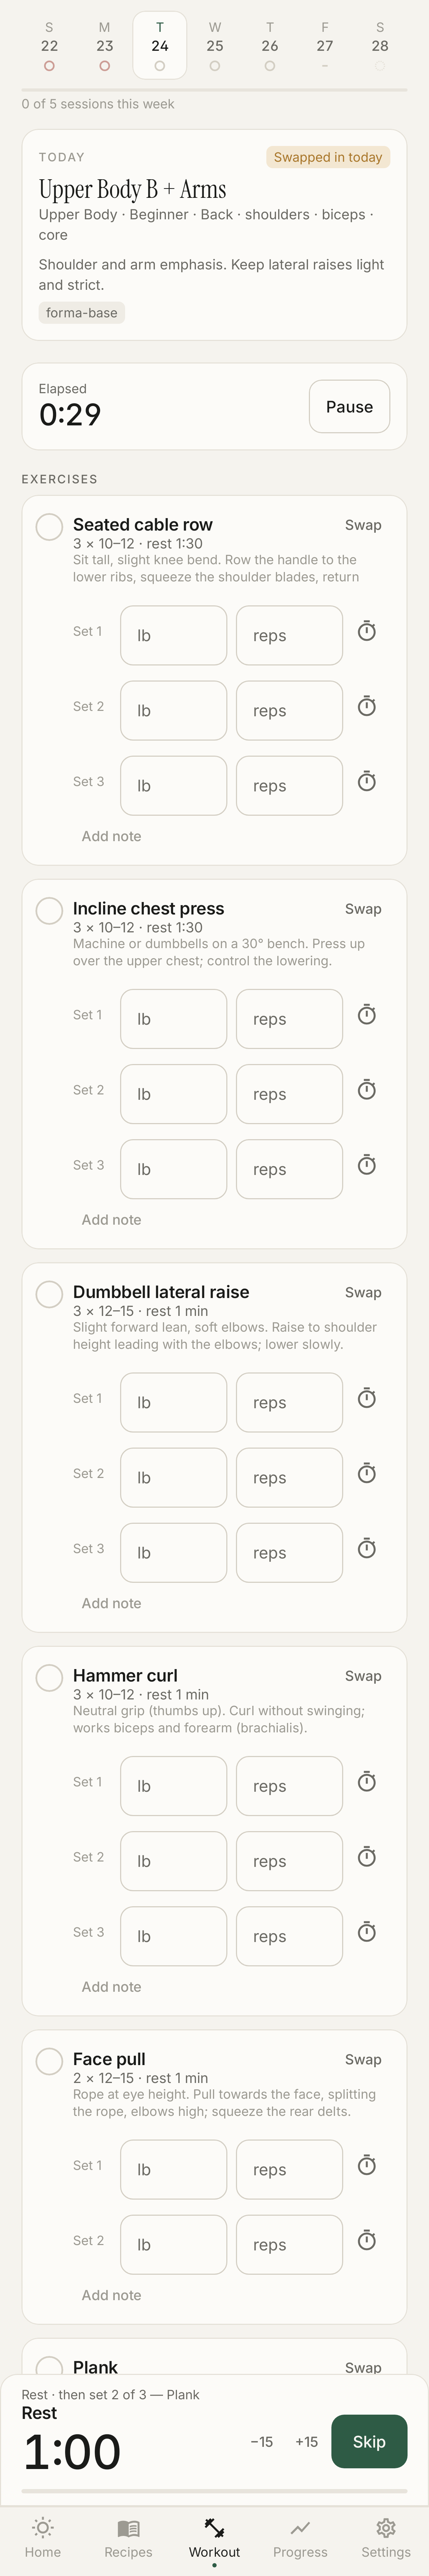 S M T W T F S
22 23 24 25 26 27 28
–
0 of 5 sessions this week
TODAY
Swapped in today
Upper Body B + Arms
Upper Body · Beginner · Back · shoulders · biceps ·
core
Shoulder and arm emphasis. Keep lateral raises light
and strict.
forma-base
Elapsed
0:29
Pause
EXERCISES
Seated cable row
Swap
3 × 10–12 · rest 1:30
Sit tall, slight knee bend. Row the handle to the
lower ribs, squeeze the shoulder blades, return
Set 1 lb reps
Set 2 lb reps
Set 3 lb reps
Add note
Incline chest press
Swap
3 × 10–12 · rest 1:30
Machine or dumbbells on a 30° bench. Press up
over the upper chest; control the lowering.
Set 1 lb reps
Set 2 lb reps
Set 3 lb reps
Add note
Dumbbell lateral raise
Swap
3 × 12–15 · rest 1 min
Slight forward lean, soft elbows. Raise to shoulder
height leading with the elbows; lower slowly.
Set 1 lb reps
Set 2 lb reps
Set 3 lb reps
Add note
Hammer curl
Swap
3 × 10–12 · rest 1 min
Neutral grip (thumbs up). Curl without swinging;
works biceps and forearm (brachialis).
Set 1 lb reps
Set 2 lb reps
Set 3 lb reps
Add note
Face pull
Swap
2 × 12–15 · rest 1 min
Rope at eye height. Pull towards the face, splitting
the rope, elbows high; squeeze the rear delts.
Set 1 lb reps
Set 2 lb reps
Add note
Plank
Swap
Rest · then set 2 of 3 — Plank
Rest
1:00
−15 +15 Skip
Home Recipes Workout Progress Settings